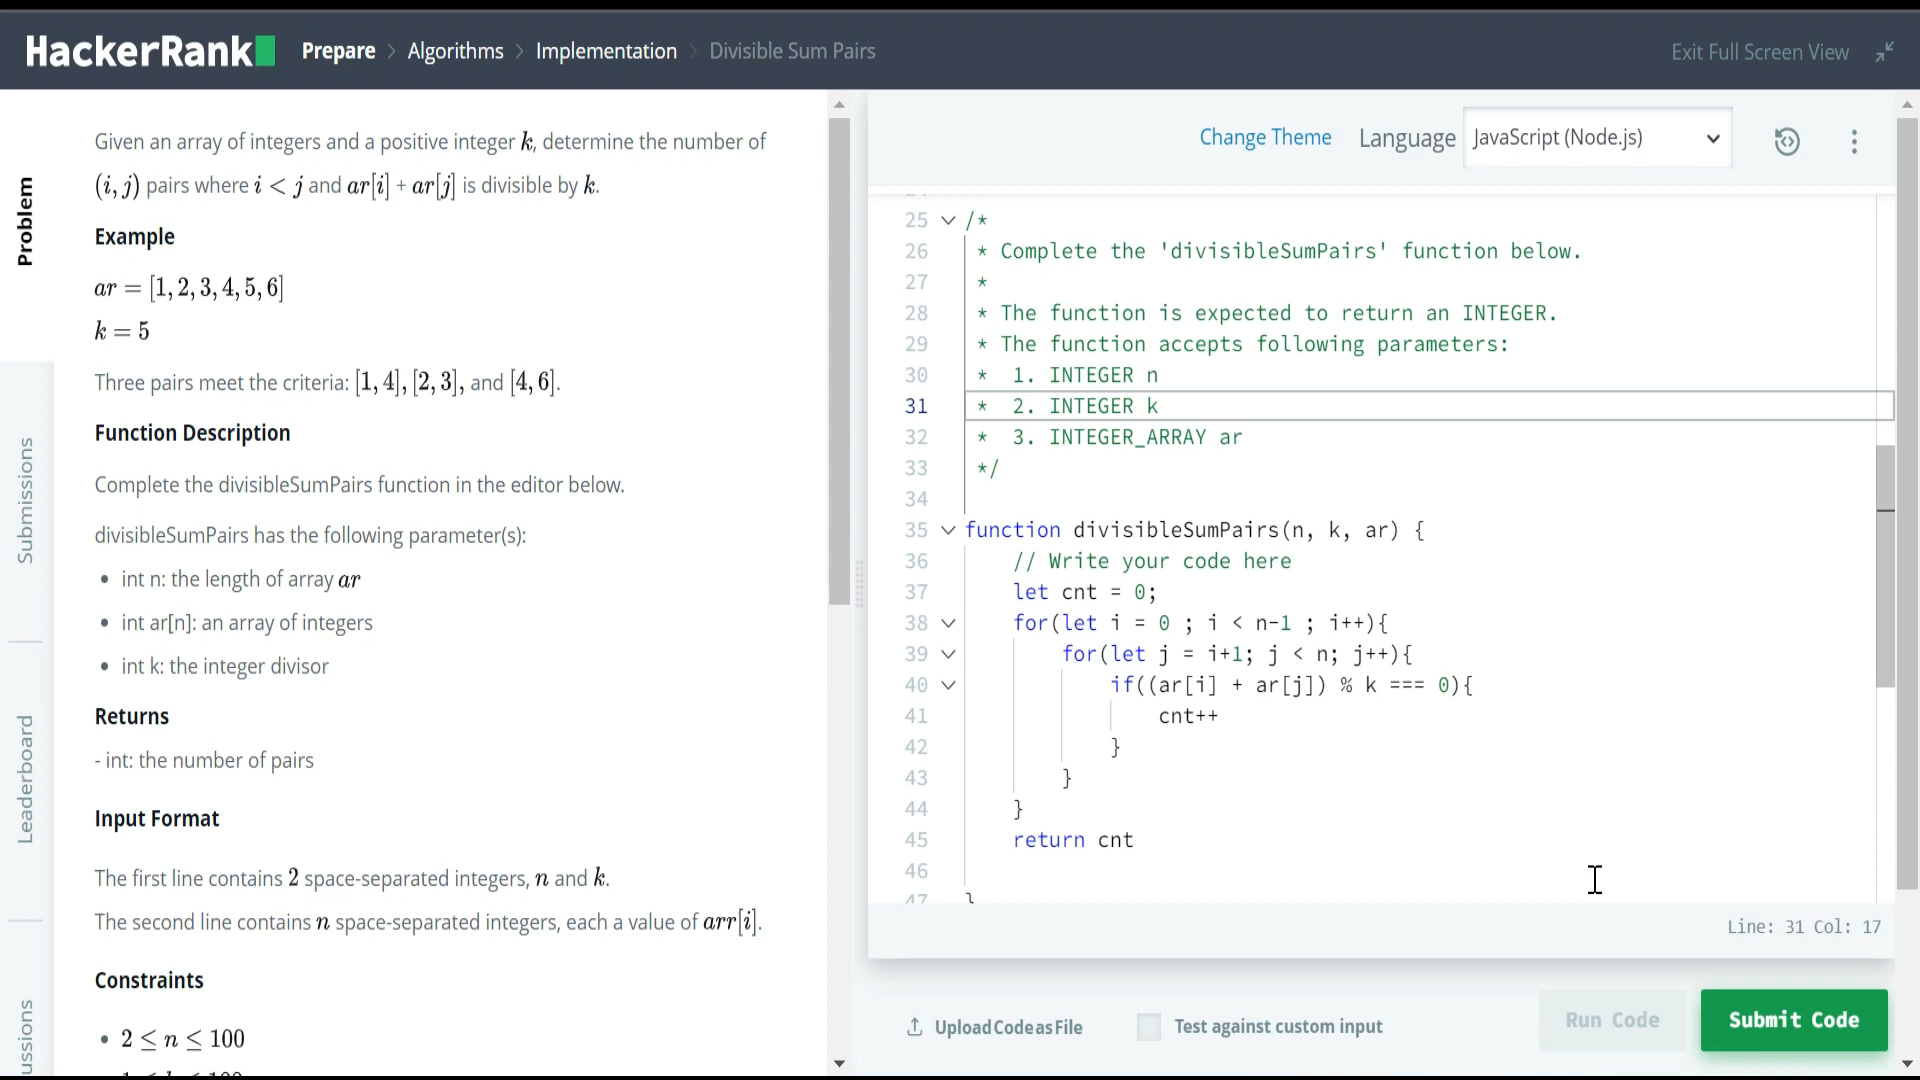 HackerRank Prepare > Algorithms > Implementation > Divisible Sum Pairs Exit Full Screen View
Problem
Submissions
Leaderboard
Given an array of integers and a positive integer k, determine the number of
(i, j) pairs where i < j and ar[i] + ar[j] is divisible by k.
Example
ar = [1, 2, 3, 4, 5, 6]
k = 5
Three pairs meet the criteria: [1, 4], [2, 3], and [4, 6].
Function Description
Complete the divisibleSumPairs function in the editor below.
divisibleSumPairs has the following parameter(s):
• int n: the length of array ar
• int ar[n]: an array of integers
• int k: the integer divisor
Returns
- int: the number of pairs
Input Format
The first line contains 2 space-separated integers, n and k.
The second line contains n space-separated integers, each a value of arr[i].
Constraints
• 2 ≤ n ≤ 100
Change Theme Language JavaScript (Node.js)
25 /*
26 * Complete the 'divisibleSumPairs' function below.
27 *
28 * The function is expected to return an INTEGER.
29 * The function accepts following parameters:
30 * 1. INTEGER n
31 * 2. INTEGER k
32 * 3. INTEGER_ARRAY ar
33 */
34
35 function divisibleSumPairs(n, k, ar) {
36 // Write your code here
37 let cnt = 0;
38 for(let i = 0 ; i < n-1 ; i++){
39 for(let j = i+1; j < n; j++){
40 if((ar[i] + ar[j]) % k === 0){
41 cnt++
42 }
43 }
44 }
45 return cnt
46
47 }
Line: 31 Col: 17
Upload Code as File Test against custom input Run Code Submit Code